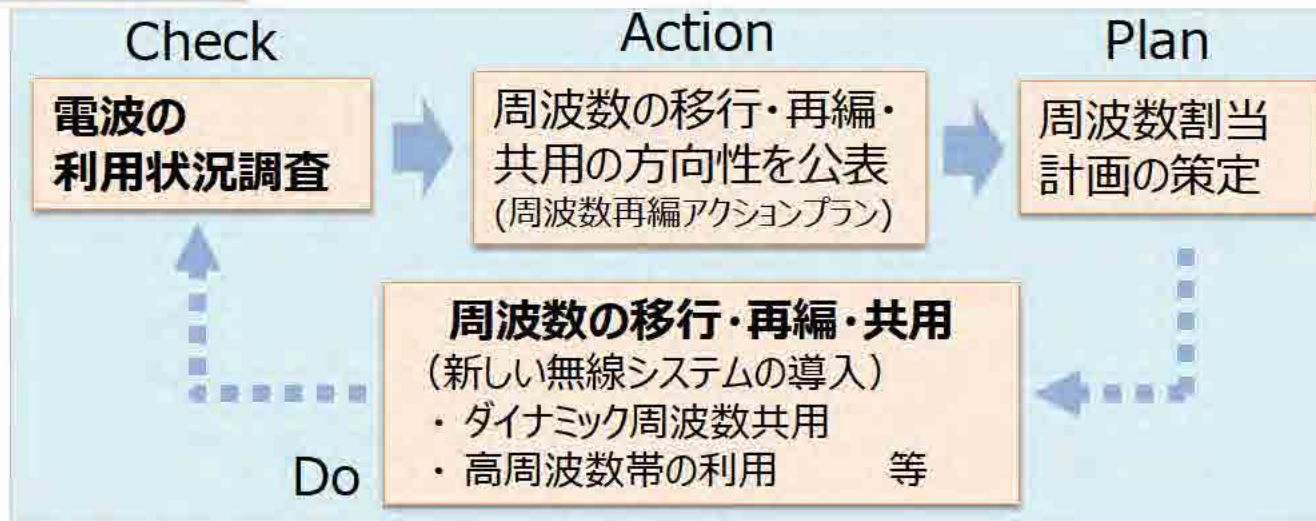 Check
電波の
利用状況調査
Action
周波数の移行・再編・
共用の方向性を公表
(周波数再編アクションプラン)
Plan
周波数割当
計画の策定
周波数の移行・再編・共用
（新しい無線システムの導入）
・ ダイナミック周波数共用
・ 高周波数帯の利用 等
Do